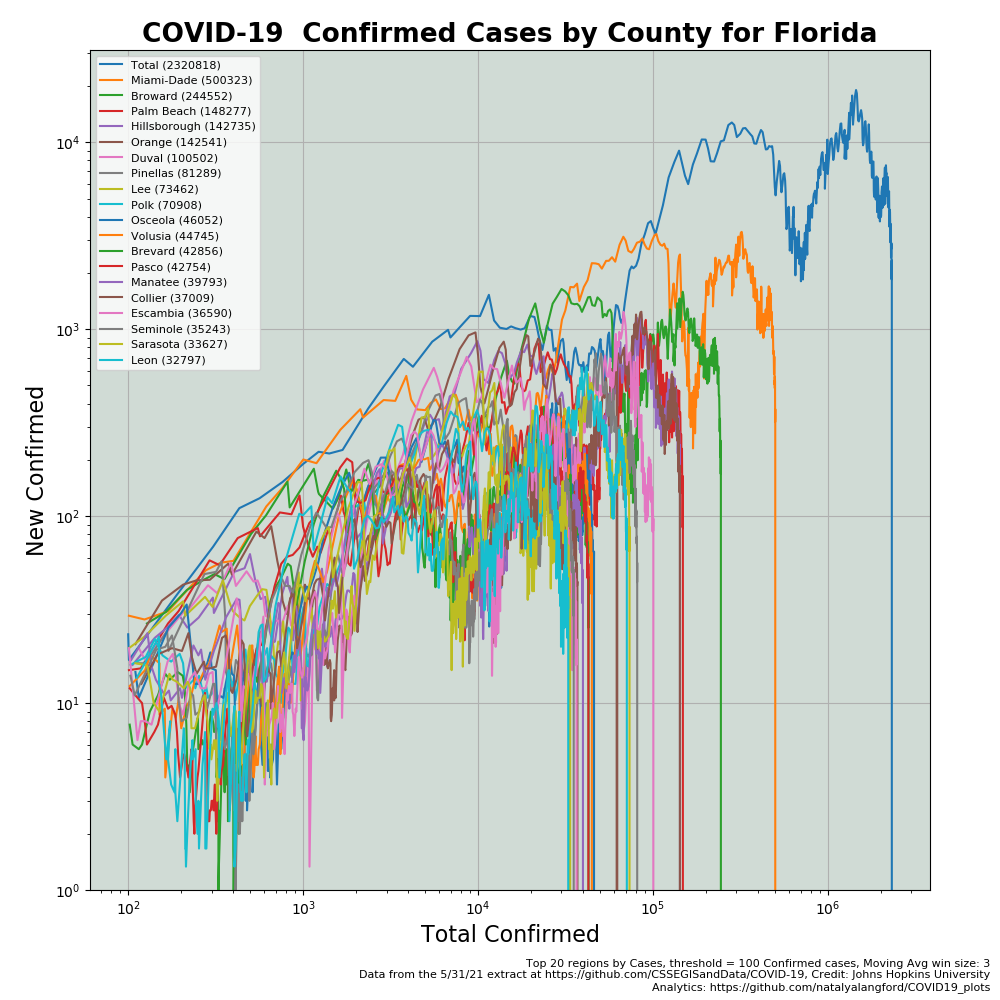 COVID-19  Confirmed Cases by County for Florida
Total (2320818)
Miami-Dade (500323)
Broward (244552)
Palm Beach (148277)
Hillsborough (142735)
Orange (142541)
Duval (100502)
Pinellas (81289)
Lee (73462)
Polk (70908)
Osceola (46052)
Volusia (44745)
Brevard (42856)
Pasco (42754)
Manatee (39793)
Collier (37009)
Escambia (36590)
Seminole (35243)
Sarasota (33627)
Leon (32797)
10⁴
10³
10²
10¹
10⁰
New Confirmed
10² 10³ 10⁴ 10⁵ 10⁶
Total Confirmed
Top 20 regions by Cases, threshold = 100 Confirmed cases, Moving Avg win size: 3
Data from the 5/31/21 extract at https://github.com/CSSEGISandData/COVID-19, Credit: Johns Hopkins University
Analytics: https://github.com/natalyalangford/COVID19_plots